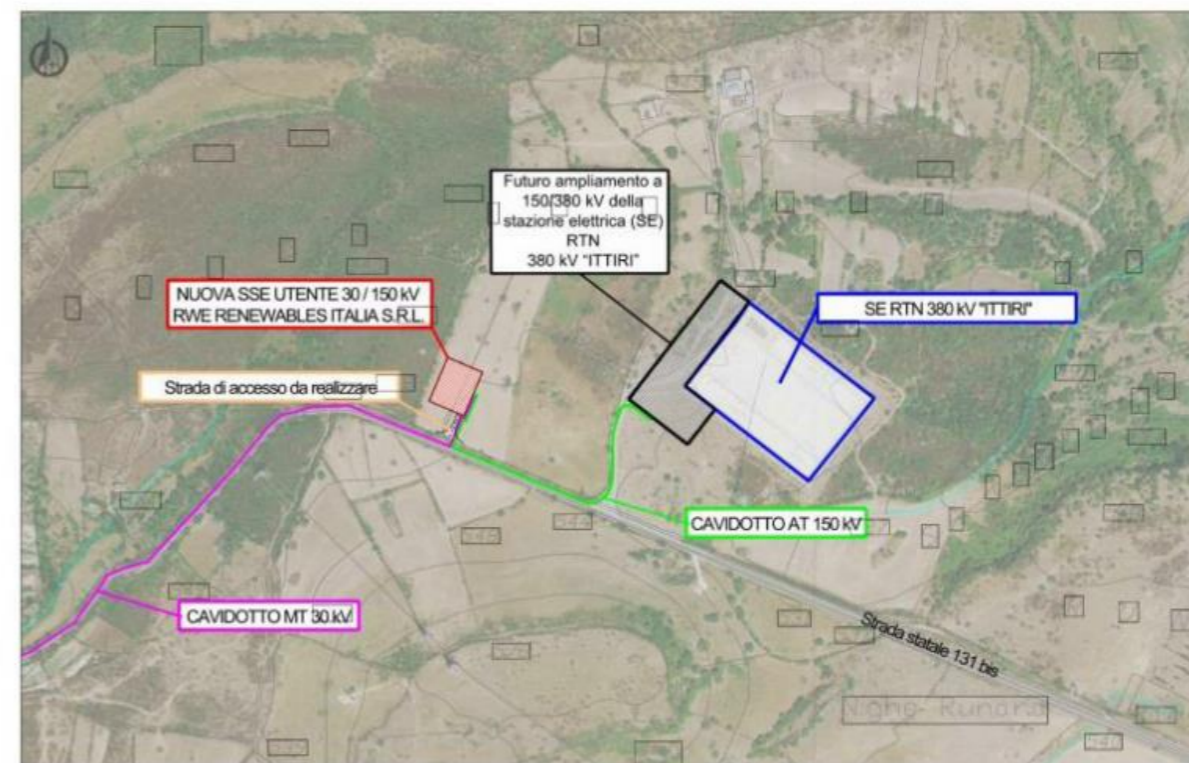 Futuro ampliamento a
150/380 kV della
stazione elettrica (SE)
RTN
380 kV "ITTIRI"
NUOVA SSE UTENTE 30 / 150 kV
RWE RENEWABLES ITALIA S.R.L.
SE RTN 380 kV "ITTIRI"
Strada di accesso da realizzare
CAVIDOTTO AT 150 kV
CAVIDOTTO MT 30 kV
Strada statale 131 bis